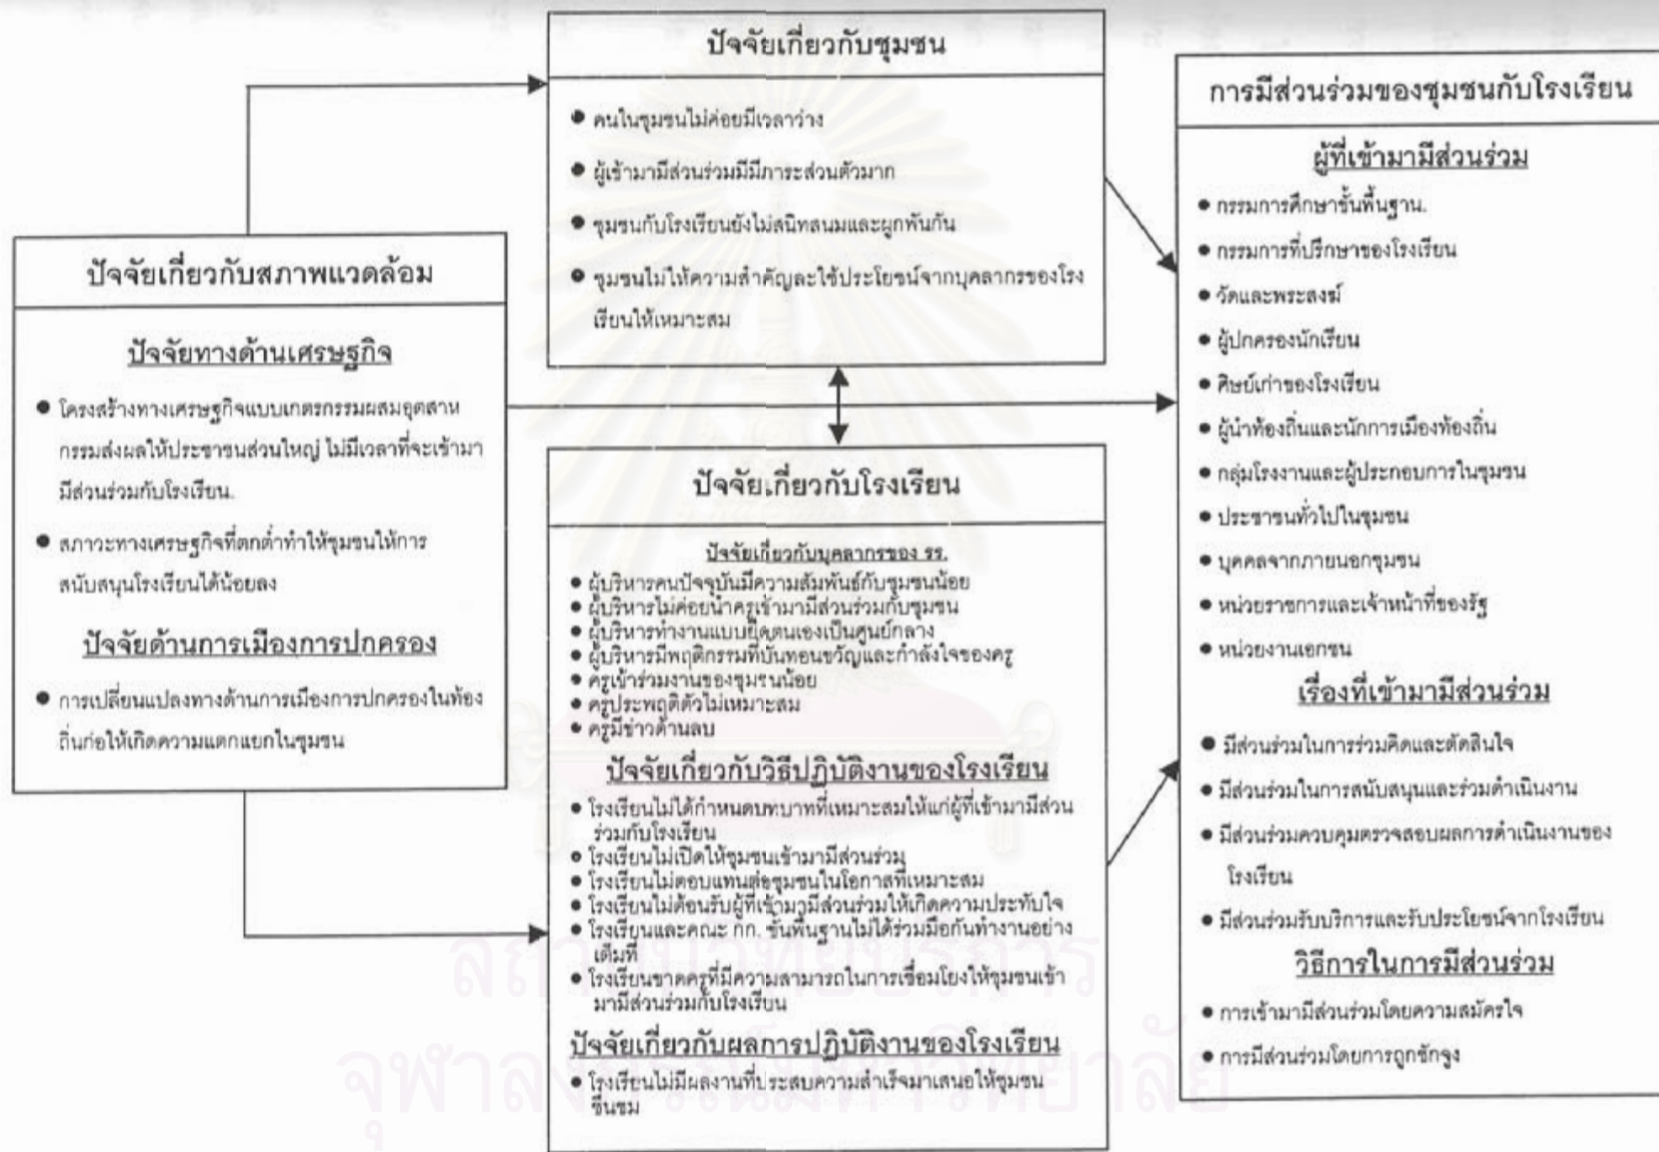 ปัจจัยเกี่ยวกับสภาพแวดล้อม
ปัจจัยทางด้านเศรษฐกิจ
● โครงสร้างทางเศรษฐกิจแบบเกตรกรรมผสมอุตสาห
กรรมส่งผลให้ประชาชนส่วนใหญ่ ไม่มีเวลาที่จะเข้ามา
มีส่วนร่วมกับโรงเรียน.
● สภาวะทางเศรษฐกิจที่ตกต่ำทำให้ชุมชนให้การ
สนับสนุนโรงเรียนได้น้อยลง
ปัจจัยด้านการเมืองการปกครอง
● การเปลี่ยนแปลงทางด้านการเมืองการปกครองในท้อง
ถิ่นก่อให้เกิดความแตกแยกในชุมชน
ปัจจัยเกี่ยวกับชุมชน
● คนในชุมชนไม่ค่อยมีเวลาว่าง
● ผู้เข้ามามีส่วนร่วมมีมีภาระส่วนตัวมาก
● ชุมชนกับโรงเรียนยังไม่สนิทสนมและผูกพันกัน
● ชุมชนไม่ให้ความสำคัญละใช้ประโยชน์จากบุคลากรของโรง
เรียนให้เหมาะสม
ปัจจัยเกี่ยวกับโรงเรียน
ปัจจัยเกี่ยวกับบุคลากรของ รร.
● ผู้บริหารคนปัจจุบันมีความสัมพันธ์กับชุมชนน้อย
● ผู้บริหารไม่ค่อยนำครูเข้ามามีส่วนร่วมกับชุมชน
● ผู้บริหารทำงานแบบยึดตนเองเป็นศูนย์กลาง
● ผู้บริหารมีพฤติกรรมที่บั่นทอนขวัญและกำลังใจของครู
● ครูเข้าร่วมงานของชุมชนน้อย
● ครูประพฤติตัวไม่เหมาะสม
● ครูมีข่าวด้านลบ
ปัจจัยเกี่ยวกับวิธีปฏิบัติงานของโรงเรียน
● โรงเรียนไม่ได้กำหนดบทบาทที่เหมาะสมให้แก่ผู้ที่เข้ามามีส่วน
ร่วมกับโรงเรียน
● โรงเรียนไม่เปิดให้ชุมชนเข้ามามีส่วนร่วม
● โรงเรียนไม่ตอบแทนต่อชุมชนในโอกาสที่เหมาะสม
● โรงเรียนไม่ต้อนรับผู้ที่เข้ามามีส่วนร่วมให้เกิดความประทับใจ
● โรงเรียนและคณะ กก. ขั้นพื้นฐานไม่ได้ร่วมมือกันทำงานอย่าง
เต็มที่
● โรงเรียนขาดครูที่มีความสามารถในการเชื่อมโยงให้ชุมชนเข้า
มามีส่วนร่วมกับโรงเรียน
ปัจจัยเกี่ยวกับผลการปฏิบัติงานของโรงเรียน
● โรงเรียนไม่มีผลงานที่ประสบความสำเร็จมาเสนอให้ชุมชน
ชื่นชม
การมีส่วนร่วมของชุมชนกับโรงเรียน
ผู้ที่เข้ามามีส่วนร่วม
● กรรมการศึกษาขั้นพื้นฐาน.
● กรรมการที่ปรึกษาของโรงเรียน
● วัดและพระสงฆ์
● ผู้ปกครองนักเรียน
● ศิษย์เก่าของโรงเรียน
● ผู้นำท้องถิ่นและนักการเมืองท้องถิ่น
● กลุ่มโรงงานและผู้ประกอบการในชุมชน
● ประชาชนทั่วไปในชุมชน
● บุคคลจากภายนอกชุมชน
● หน่วยราชการและเจ้าหน้าที่ของรัฐ
● หน่วยงานเอกชน
เรื่องที่เข้ามามีส่วนร่วม
● มีส่วนร่วมในการร่วมคิดและตัดสินใจ
● มีส่วนร่วมในการสนับสนุนและร่วมดำเนินงาน
● มีส่วนร่วมควบคุมตรวจสอบผลการดำเนินงานของ
โรงเรียน
● มีส่วนร่วมรับบริการและรับประโยชน์จากโรงเรียน
วิธีการในการมีส่วนร่วม
● การเข้ามามีส่วนร่วมโดยความสมัครใจ
● การมีส่วนร่วมโดยการถูกชักจูง
สถาบันวิทยบริการ
จุฬาลงกรณ์มหาวิทยาลัย